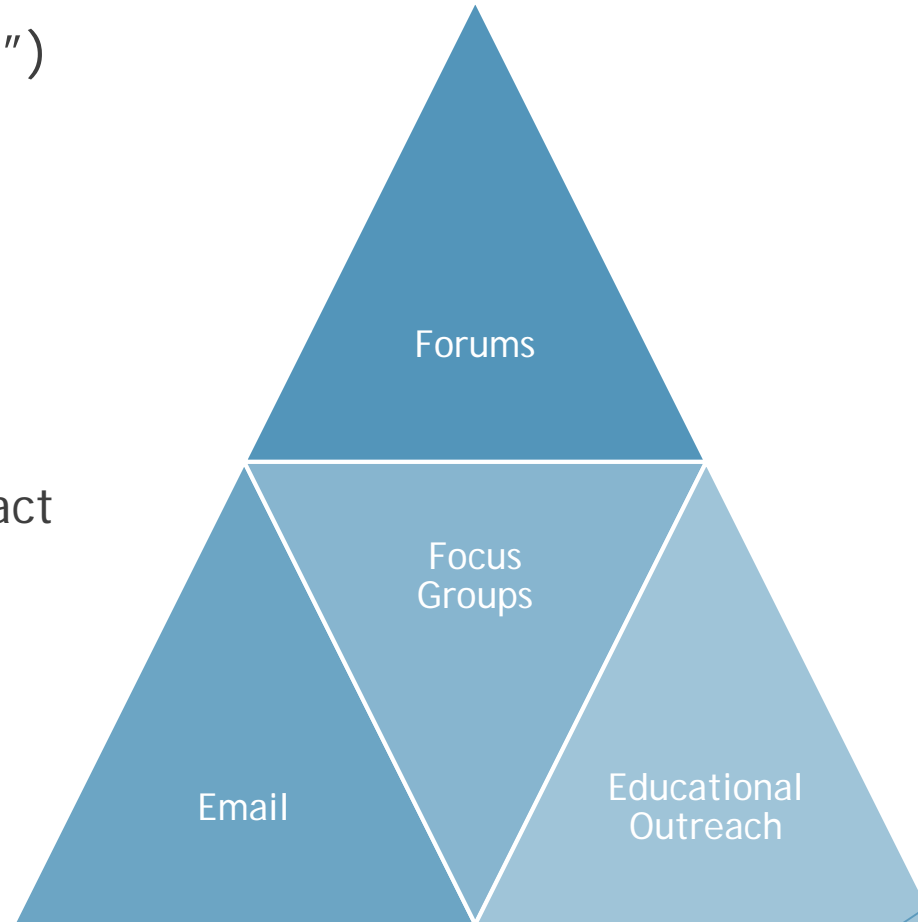 ")
Forums
act
Focus
Groups
Email
Educational
Outreach